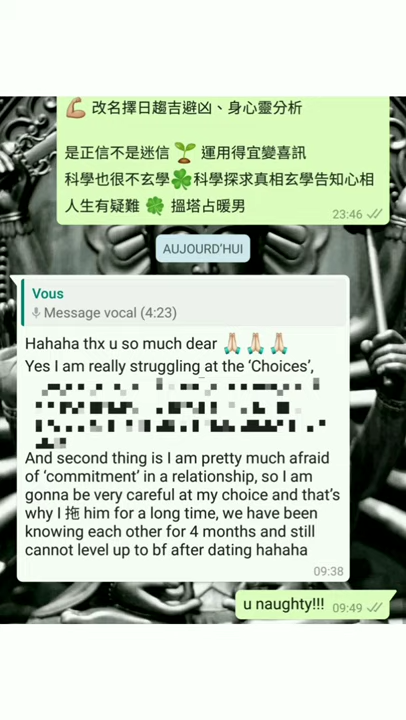 💪🏼 改名擇日趨吉避凶、身心靈分析
是正信不是迷信 🌱 運用得宜變喜訊
科學也很不玄學🍀科學探求真相玄學告知心相
人生有疑難 🍀 搵塔占暖男
23:46
AUJOURD'HUI
Vous
Message vocal (4:23)
Hahaha thx u so much dear 🙏🏻 🙏🏻 🙏🏻
Yes I am really struggling at the ‘Choices’,
And second thing is I am pretty much afraid
of ‘commitment’ in a relationship, so I am
gonna be very careful at my choice and that’s
why I 拖 him for a long time, we have been
knowing each other for 4 months and still
cannot level up to bf after dating hahaha
09:38
u naughty!!! 09:49